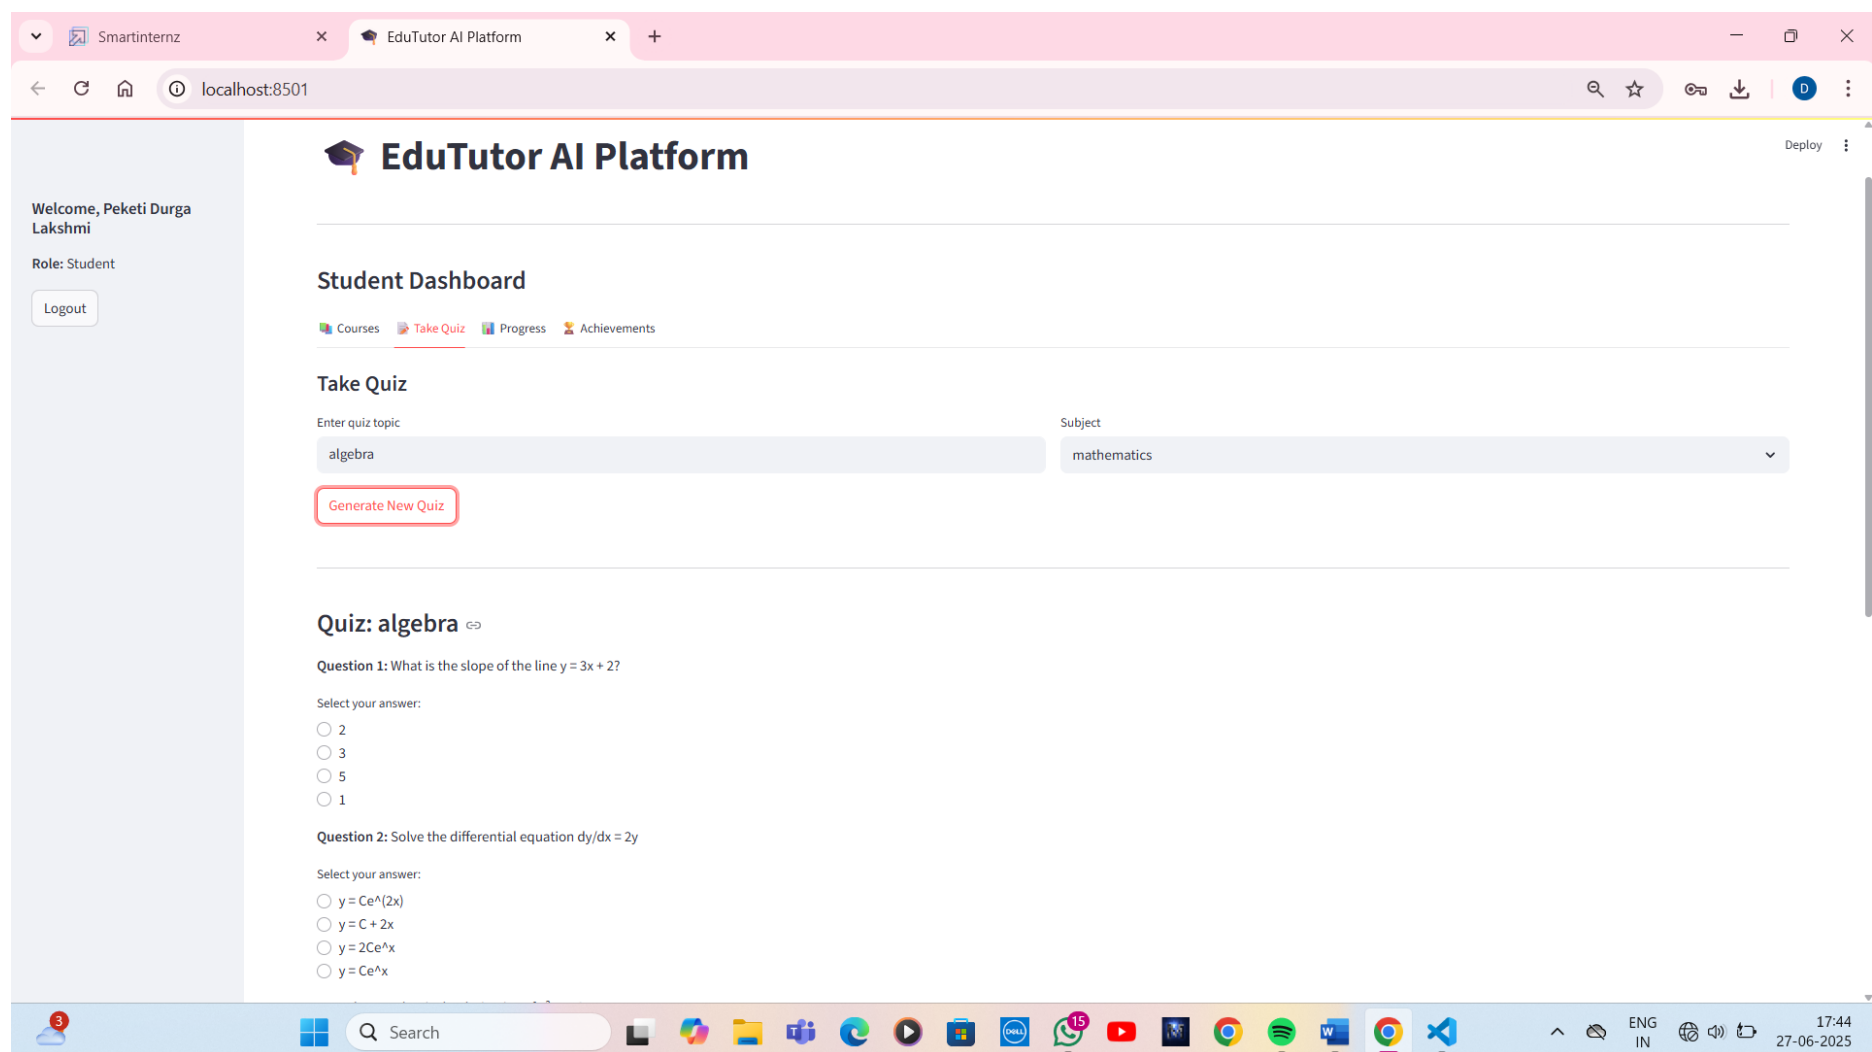 Smartinternz
EduTutor AI Platform
localhost:8501
D
Deploy
EduTutor AI Platform
Welcome, Peketi Durga
Lakshmi
Role: Student
Logout
Student Dashboard
Courses Take Quiz Progress Achievements
Take Quiz
Enter quiz topic
Subject
algebra
mathematics
Generate New Quiz
Quiz: algebra
Question 1: What is the slope of the line y = 3x + 2?
Select your answer:
2
3
5
1
Question 2: Solve the differential equation dy/dx = 2y
Select your answer:
y = Ce^(2x)
y = C + 2x
y = 2Ce^x
y = Ce^x
3
Search
DELL
15
ENG
IN
17:44
27-06-2025